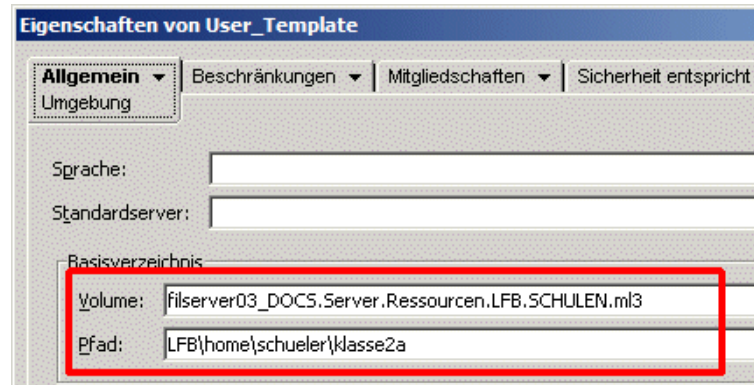 Eigenschaften von User_Template
Allgemein Beschränkungen Mitgliedschaften Sicherheit entspricht
Umgebung
Sprache:
Standardserver:
Basisverzeichnis
Volume: filserver03_DOCS.Server.Ressourcen.LFB.SCHULEN.ml3
Pfad: LFB\home\schueler\klasse2a